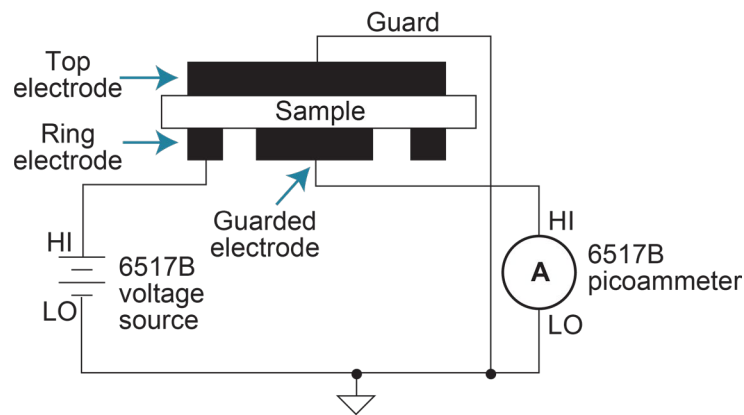 Guard
Top
electrode
Sample
Ring
electrode
Guarded
electrode
HI
6517B
voltage
source
LO
HI
A
6517B
picoammeter
LO